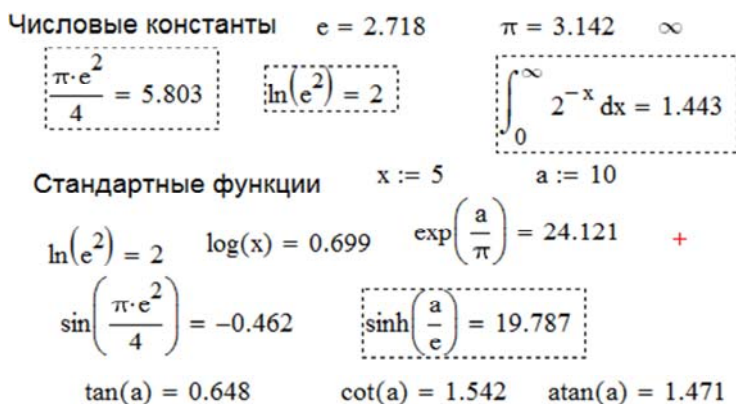 Числовые константы e = 2.718 π = 3.142 ∞
π·e²/4 = 5.803 ln(e²) = 2 ∫₀^∞ 2^(-x) dx = 1.443
Стандартные функции x := 5 a := 10
ln(e²) = 2 log(x) = 0.699 exp(a/π) = 24.121 +
sin(π·e²/4) = −0.462 sinh(a/e) = 19.787
tan(a) = 0.648 cot(a) = 1.542 atan(a) = 1.471